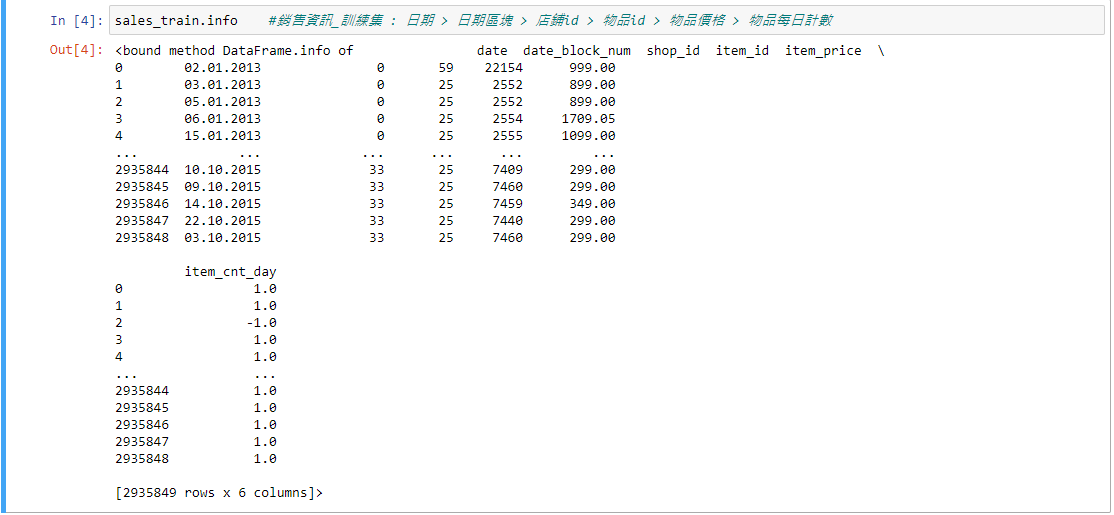 In [4]: sales_train.info    #銷售資訊_訓練集 : 日期 > 日期區塊 > 店鋪id > 物品id > 物品價格 > 物品每日計數
Out[4]: <bound method DataFrame.info of                date  date_block_num  shop_id  item_id  item_price  \
0        02.01.2013               0       59    22154      999.00
1        03.01.2013               0       25     2552      899.00
2        05.01.2013               0       25     2552      899.00
3        06.01.2013               0       25     2554     1709.05
4        15.01.2013               0       25     2555     1099.00
...             ...             ...      ...      ...         ...
2935844  10.10.2015              33       25     7409      299.00
2935845  09.10.2015              33       25     7460      299.00
2935846  14.10.2015              33       25     7459      349.00
2935847  22.10.2015              33       25     7440      299.00
2935848  03.10.2015              33       25     7460      299.00
item_cnt_day
0                 1.0
1                 1.0
2                -1.0
3                 1.0
4                 1.0
...               ...
2935844           1.0
2935845           1.0
2935846           1.0
2935847           1.0
2935848           1.0
[2935849 rows x 6 columns]>